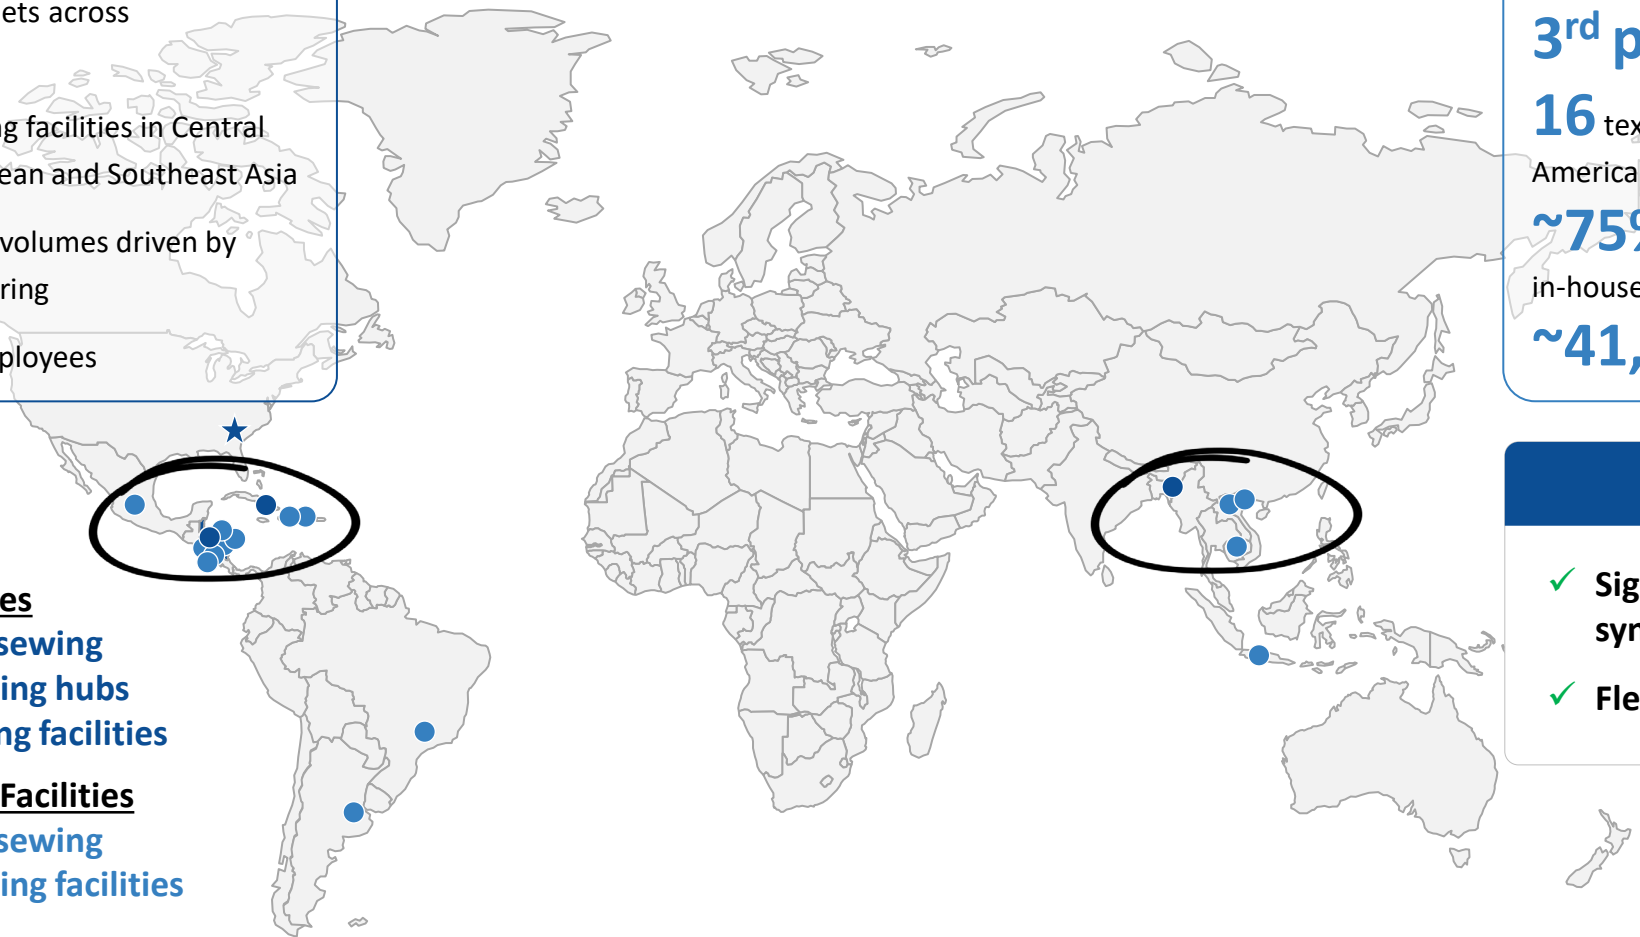 ets across
g facilities in Central
ean and Southeast Asia
volumes driven by
ring
ployees
es
sewing
ing hubs
ng facilities
Facilities
sewing
ing facilities
3rd p
16 tex
America
~75%
in-house
~41,
Sig
syn
Fle